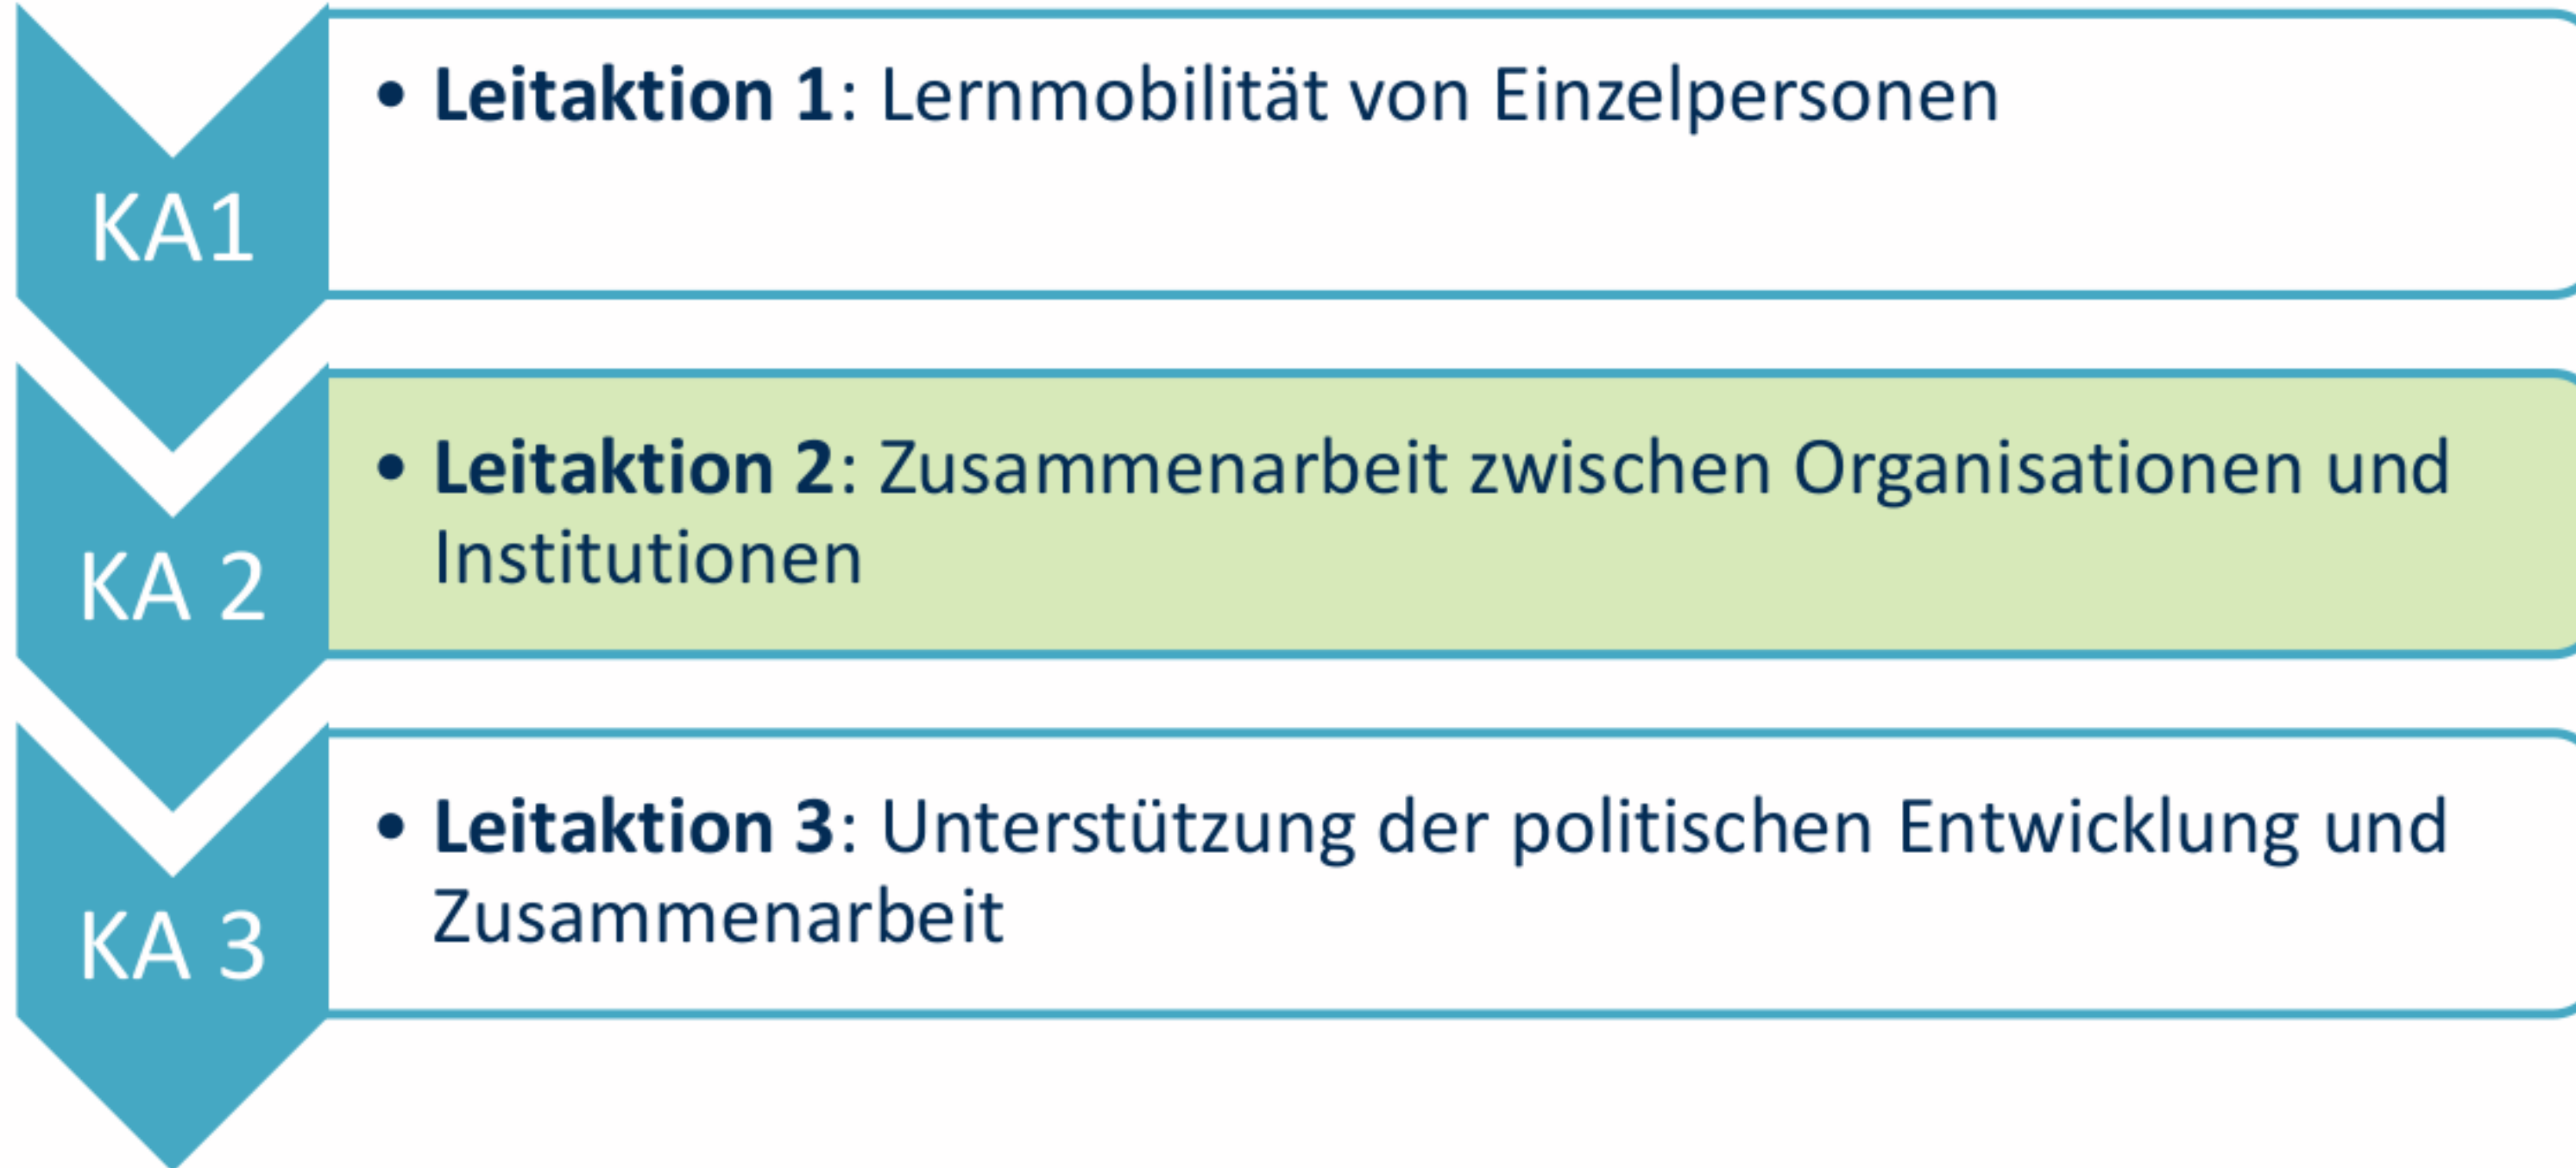 KA1
• Leitaktion 1: Lernmobilität von Einzelpersonen
KA 2
• Leitaktion 2: Zusammenarbeit zwischen Organisationen und
Institutionen
KA 3
• Leitaktion 3: Unterstützung der politischen Entwicklung und
Zusammenarbeit